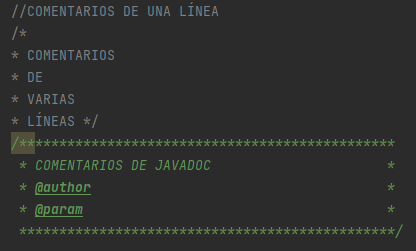 //COMENTARIOS DE UNA LÍNEA
/*
* COMENTARIOS
* DE
* VARIAS
* LÍNEAS */
/***********************************************
 * COMENTARIOS DE JAVADOC                      *
 * @author                                     *
 * @param                                      *
 ***********************************************/